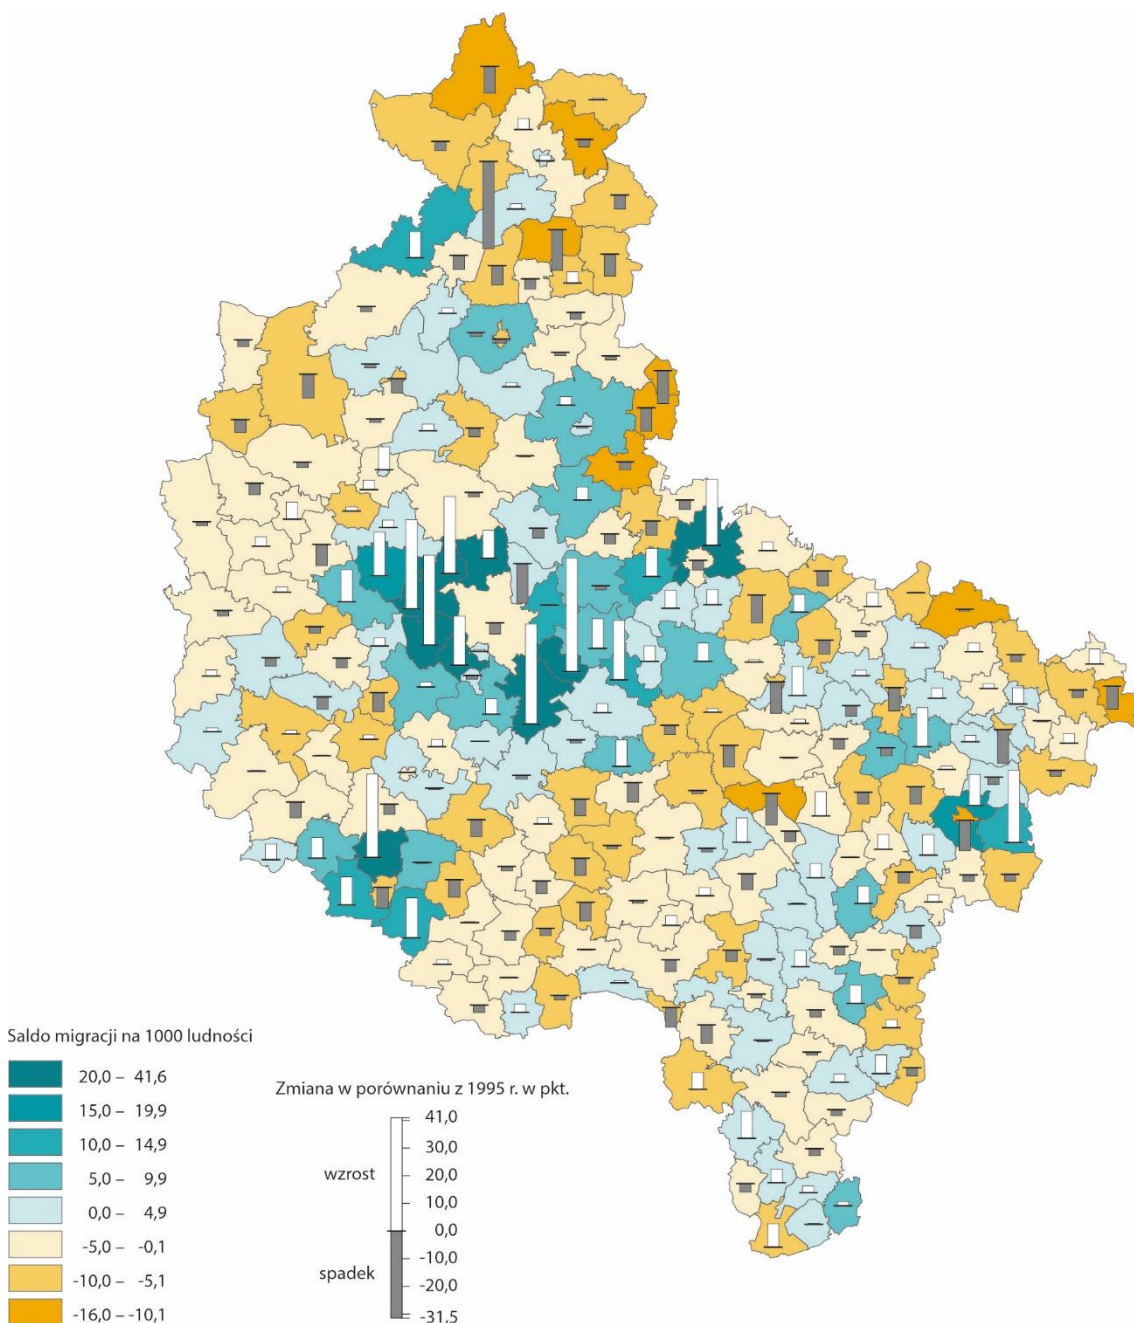 Saldo migracji na 1000 ludności
20,0 – 41,6
15,0 – 19,9
10,0 – 14,9
5,0 – 9,9
0,0 – 4,9
-5,0 – -0,1
-10,0 – -5,1
-16,0 – -10,1
Zmiana w porównaniu z 1995 r. w pkt.
41,0
30,0
wzrost
20,0
10,0
0,0
-10,0
spadek
-20,0
-31,5